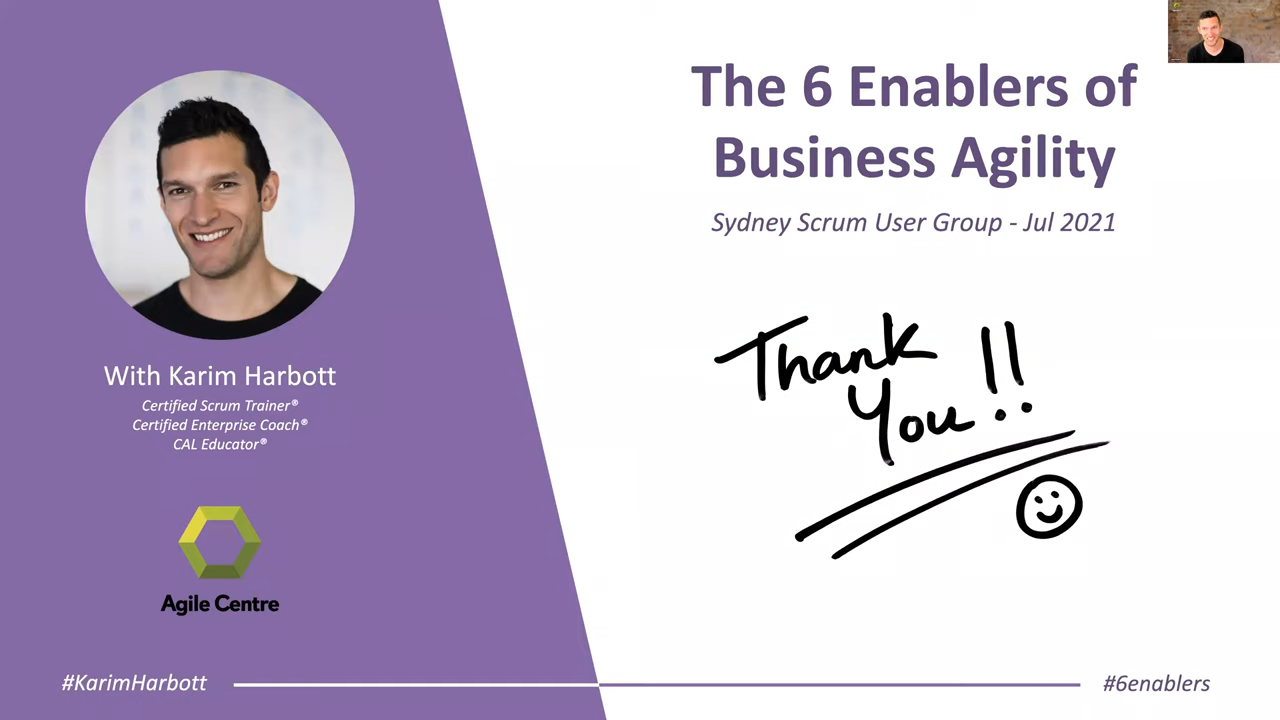 The 6 Enablers of
Business Agility
Sydney Scrum User Group - Jul 2021
Thank
You!!
With Karim Harbott
Certified Scrum Trainer®
Certified Enterprise Coach®
CAL Educator®
Agile Centre
#KarimHarbott
#6enablers